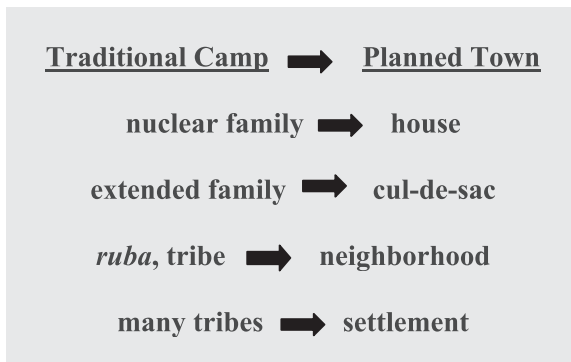 Traditional Camp Planned Town
nuclear family house
extended family cul-de-sac
ruba, tribe neighborhood
many tribes settlement